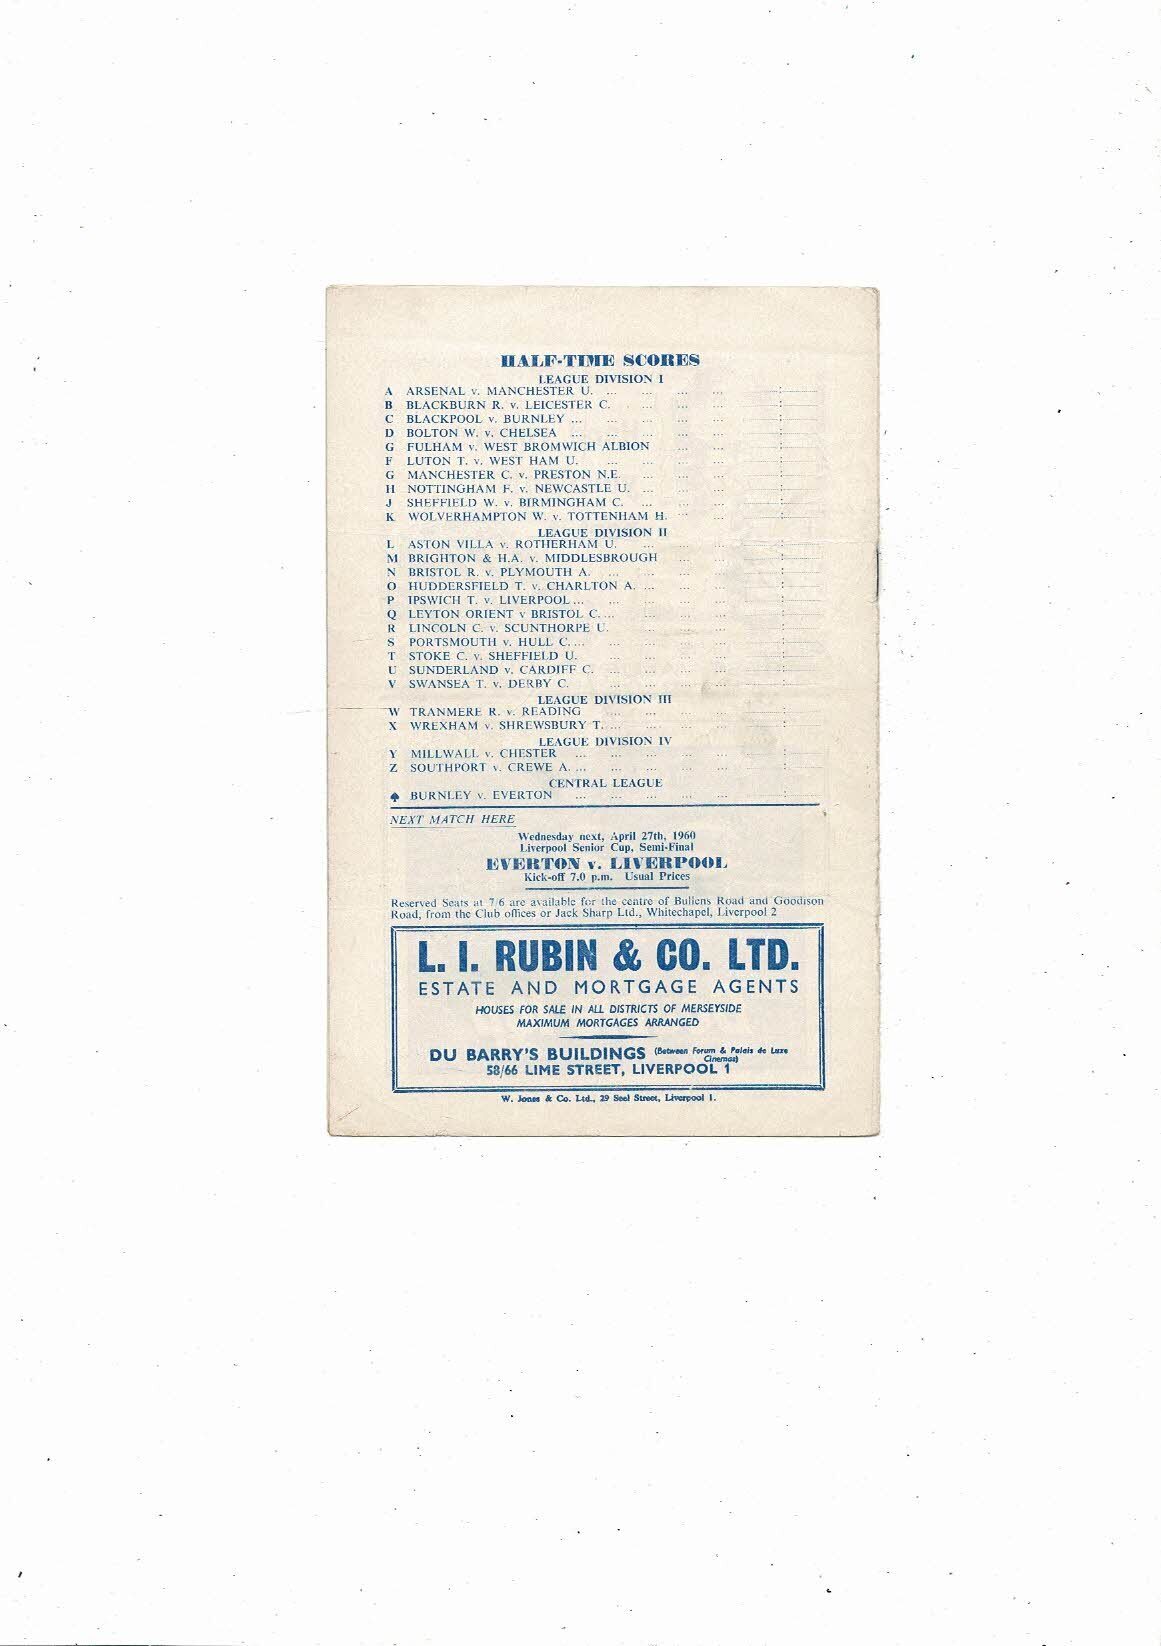 HALF-TIME SCORES
LEAGUE DIVISION I
A ARSENAL v. MANCHESTER U. ... ... ... ... :
B BLACKBURN R. v. LEICESTER C. . ... ... ... :
C BLACKPOOL v. BURNLEY ... ... ... ... ... :
D BOLTON W. v. CHELSEA ... ... ... ... ... :
G FULHAM v. WEST BROMWICH ALBION ... ... :
F LUTON T. v. WEST HAM U. ... ... ... ... :
G MANCHESTER C. v. PRESTON N.E. ... ... ... :
H NOTTINGHAM F. v. NEWCASTLE U. ... ... ... :
J SHEFFIELD W. v. BIRMINGHAM C. ... ... ... :
K WOLVERHAMPTON W. v. TOTTENHAM H. ... ... :
LEAGUE DIVISION II
L ASTON VILLA v. ROTHERHAM U. ... ... ... :
M BRIGHTON & H.A. v. MIDDLESBROUGH ... ... :
N BRISTOL R. v. PLYMOUTH A. ... ... ... ... :
O HUDDERSFIELD T. v. CHARLTON A. ... ... ... :
P IPSWICH T. v. LIVERPOOL ... ... ... ... ... :
Q LEYTON ORIENT v BRISTOL C. ... ... ... ... :
R LINCOLN C. v. SCUNTHORPE U. ... ... ... :
S PORTSMOUTH v. HULL C. ... ... ... ... ... :
T STOKE C. v. SHEFFIELD U. ... ... ... ... :
U SUNDERLAND v. CARDIFF C. ... ... ... ... :
V SWANSEA T. v. DERBY C. ... ... ... ... :
LEAGUE DIVISION III
W TRANMERE R. v. READING ... ... ... ... :
X WREXHAM v. SHREWSBURY T. ... ... ... ... :
LEAGUE DIVISION IV
Y MILLWALL v. CHESTER ... ... ... ... ... :
Z SOUTHPORT v. CREWE A. ... ... ... ... ... :
CENTRAL LEAGUE
♠ BURNLEY v. EVERTON ... ... ... ... ... :
NEXT MATCH HERE
Wednesday next, April 27th, 1960
Liverpool Senior Cup, Semi-Final
EVERTON v. LIVERPOOL
Kick-off 7.0 p.m. Usual Prices
Reserved Seats at 7/6 are available for the centre of Bullens Road and Goodison
Road, from the Club offices or Jack Sharp Ltd., Whitechapel, Liverpool 2
L. I. RUBIN & CO. LTD.
ESTATE AND MORTGAGE AGENTS
HOUSES FOR SALE IN ALL DISTRICTS OF MERSEYSIDE
MAXIMUM MORTGAGES ARRANGED
DU BARRY'S BUILDINGS (Between Forum & Palais de Luxe
Cinemas)
58/66 LIME STREET, LIVERPOOL 1
W. Jones & Co. Ltd., 29 Seel Street, Liverpool 1.